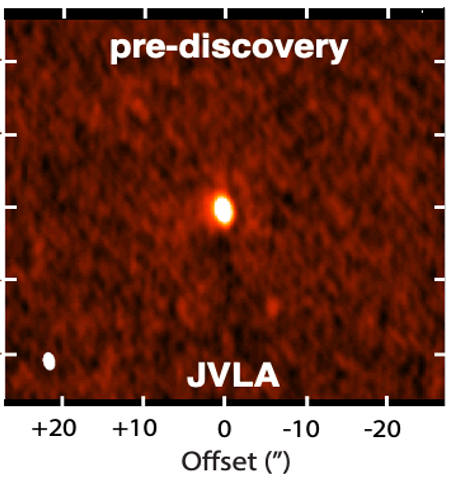 pre-discovery
JVLA
+20 +10 0 -10 -20
Offset (")